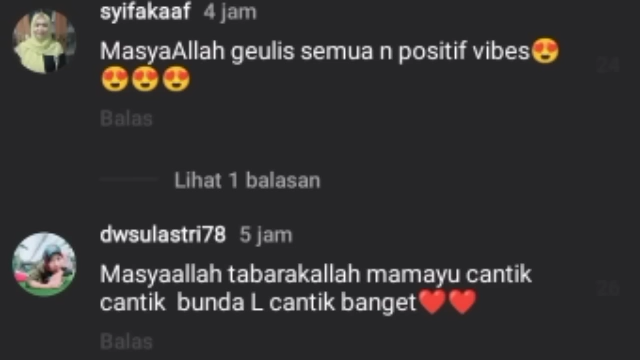 syifakaaf 4 jam
MasyaAllah geulis semua n positif vibes😍
😍😍😍
Balas
Lihat 1 balasan
dwsulastri78 5 jam
Masyaallah tabarakallah mamayu cantik
cantik bunda L cantik banget❤️❤️
Balas